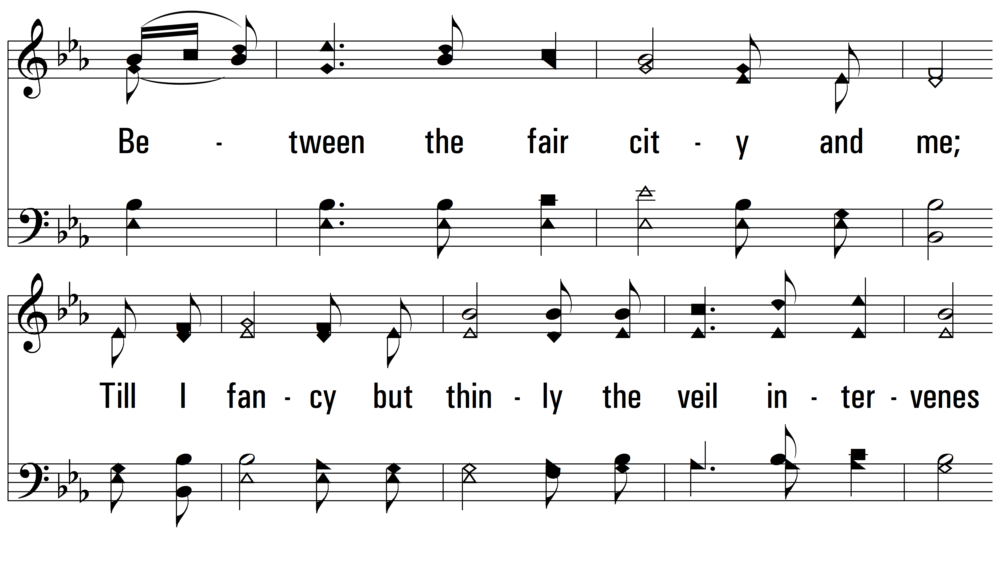 Be - tween the fair cit - y and me;
Till I fan - cy but thin - ly the veil in - ter - venes